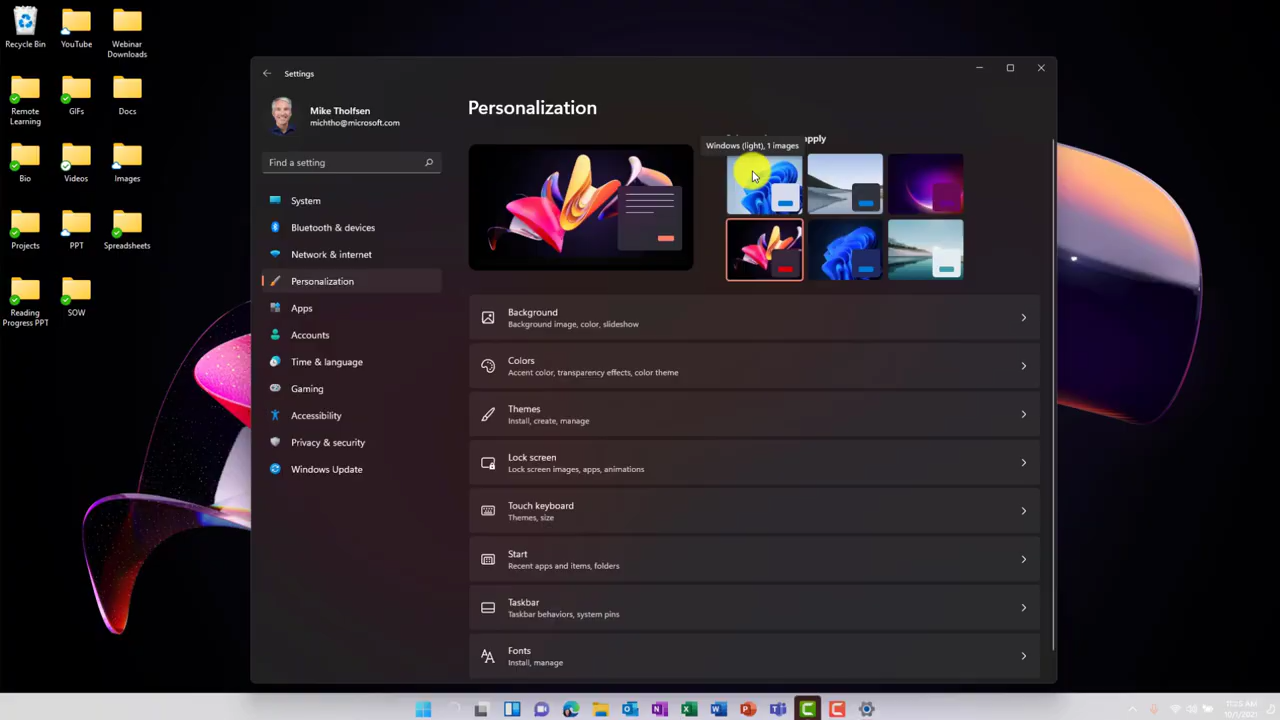 Recycle Bin
YouTube
Webinar
Downloads
Remote
Learning
GIFs
Docs
Bio
Videos
Images
Projects
PPT
Spreadsheets
Reading
Progress PPT
SOW
Settings
Mike Tholfsen
michtho@microsoft.com
Find a setting
System
Bluetooth & devices
Network & internet
Personalization
Apps
Accounts
Time & language
Gaming
Accessibility
Privacy & security
Windows Update
Personalization
apply
Windows (light), 1 images
Background
Background image, color, slideshow
Colors
Accent color, transparency effects, color theme
Themes
Install, create, manage
Lock screen
Lock screen images, apps, animations
Touch keyboard
Themes, size
Start
Recent apps and items, folders
Taskbar
Taskbar behaviors, system pins
Fonts
Install, manage
10/1/2021